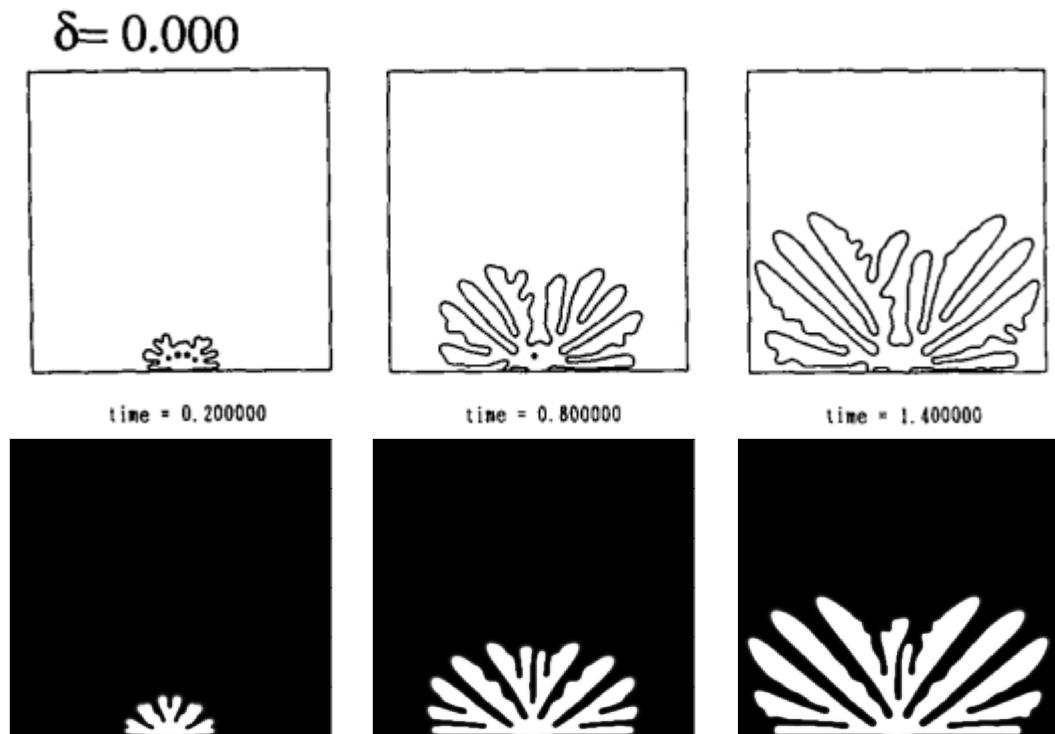 δ= 0.000
time = 0.200000
time = 0.800000
time = 1.400000